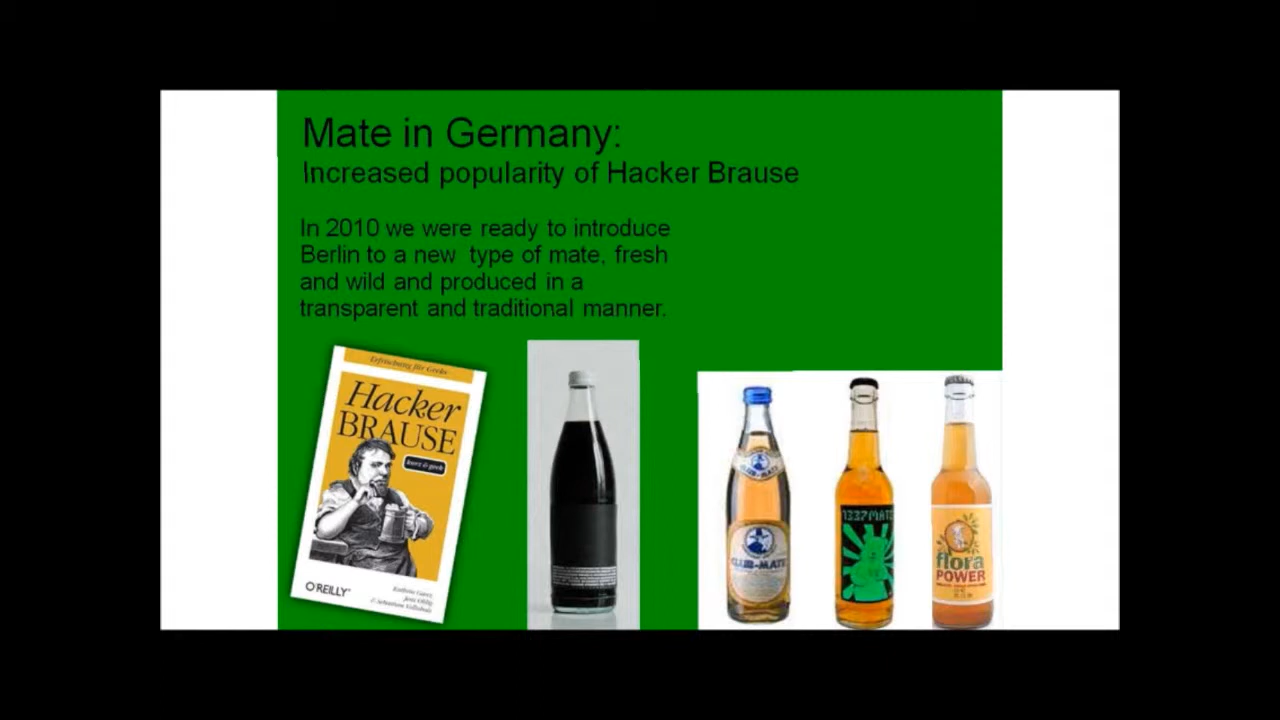 Mate in Germany:
Increased popularity of Hacker Brause
In 2010 we were ready to introduce
Berlin to a new type of mate, fresh
and wild and produced in a
transparent and traditional manner.
Erfrischung für Geeks
Hacker
BRAUSE
kurz & geek
O'REILLY
CLUB-MATE
CLUB-MATE
1337MATE
flora
POWER